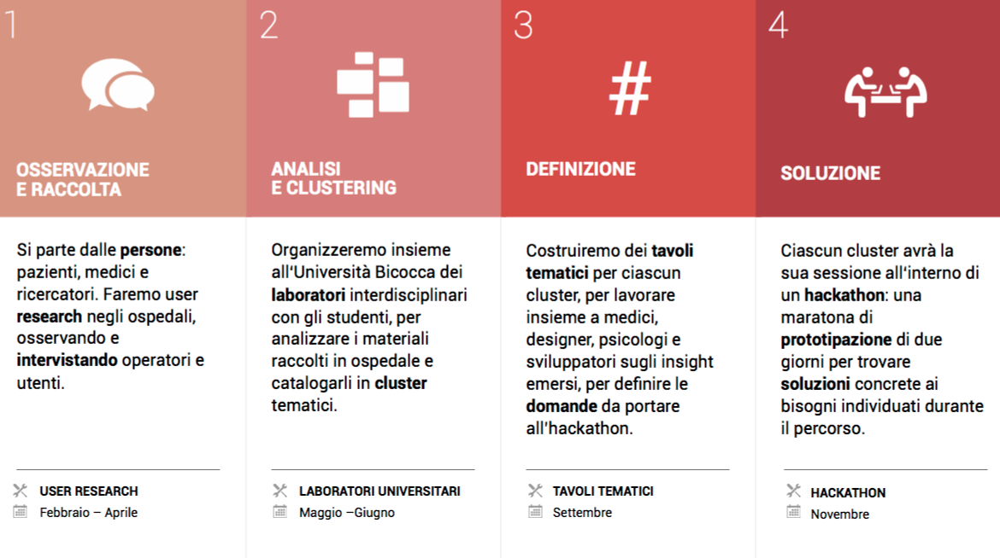 1
OSSERVAZIONE
E RACCOLTA
Si parte dalle persone:
pazienti, medici e
ricercatori. Faremo user
research negli ospedali,
osservando e
intervistando operatori e
utenti.
USER RESEARCH
Febbraio – Aprile
2
ANALISI
E CLUSTERING
Organizzeremo insieme
all‘Università Bicocca dei
laboratori interdisciplinari
con gli studenti, per
analizzare i materiali
raccolti in ospedale e
catalogarli in cluster
tematici.
LABORATORI UNIVERSITARI
Maggio –Giugno
3
#
DEFINIZIONE
Costruiremo dei tavoli
tematici per ciascun
cluster, per lavorare
insieme a medici,
designer, psicologi e
sviluppatori sugli insight
emersi, per definire le
domande da portare
all’hackathon.
TAVOLI TEMATICI
Settembre
4
SOLUZIONE
Ciascun cluster avrà la
sua sessione all‘interno di
un hackathon: una
maratona di
prototipazione di due
giorni per trovare
soluzioni concrete ai
bisogni individuati durante
il percorso.
HACKATHON
Novembre